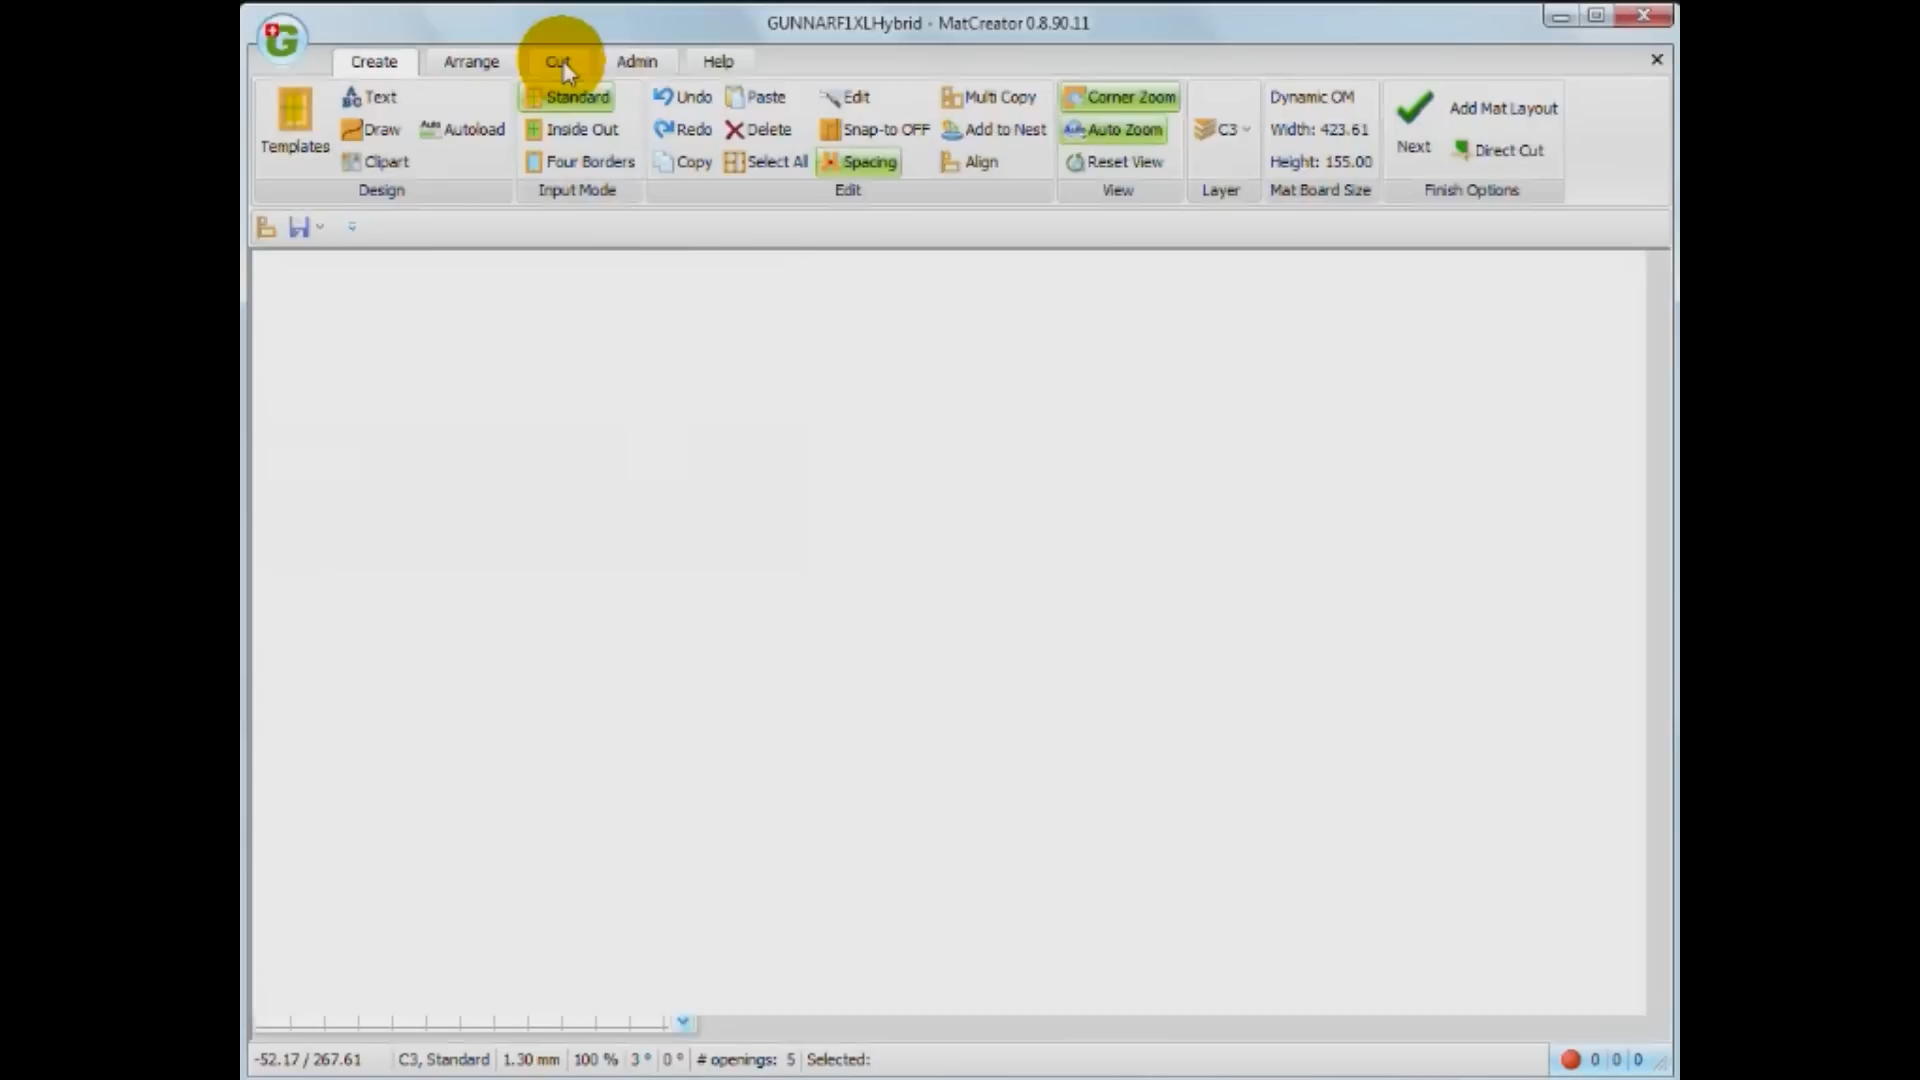 GUNNARF1XLHybrid - MatCreator 0.8.90.11
Create Arrange Cut Admin Help
Templates
Text
Draw
Clipart
Autoload
Design
Standard
Inside Out
Four Borders
Input Mode
Undo
Redo
Copy
Paste
Delete
Select All
Edit
Snap-to OFF
Spacing
Multi Copy
Add to Nest
Align
Edit
Corner Zoom
Auto Zoom
Reset View
View
C3
Layer
Dynamic OM
Width: 423.61
Height: 155.00
Mat Board Size
Next
Add Mat Layout
Direct Cut
Finish Options
-52.17 / 267.61 C3, Standard 1.30 mm 100 % 3 ° 0 ° # openings: 5 Selected: 0 0 0